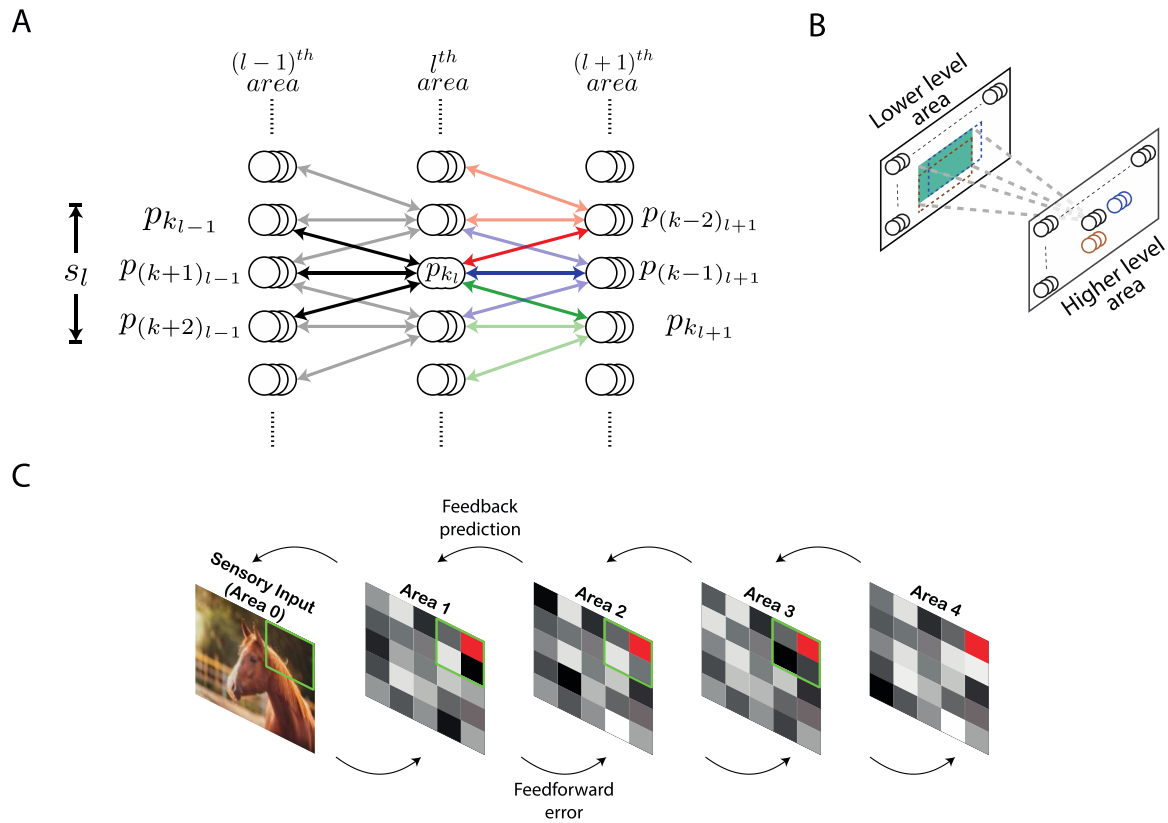 A
(l − 1)^{th} area
l^{th} area
(l + 1)^{th} area
s_l
p_{k_{l−1}}
p_{(k+1)_{l−1}}
p_{(k+2)_{l−1}}
p_{k_l}
p_{(k−2)_{l+1}}
p_{(k−1)_{l+1}}
p_{k_{l+1}}
B
Lower level
area
Higher level
area
C
Feedback
prediction
Sensory Input
(Area 0)
Area 1
Area 2
Area 3
Area 4
Feedforward
error